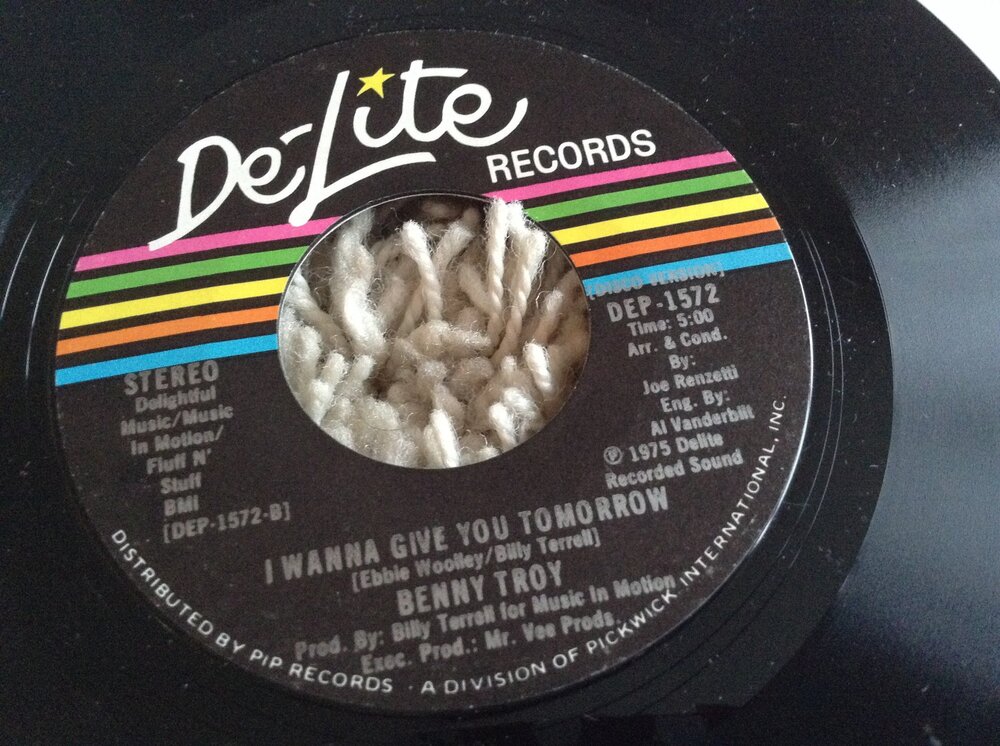 De-Lite
RECORDS
[DISCO VERSION]
DEP-1572
Time: 5:00
Arr. & Cond.
By:
Joe Renzetti
Eng. By:
Al Vanderbilt
℗ 1975 Delite
Recorded Sound
STEREO
Delightful
Music/Music
In Motion/
Fluff N'
Stuff
BMI
[DEP-1572-B]
I WANNA GIVE YOU TOMORROW
[Ebbie Woolley/Billy Terrell]
BENNY TROY
Prod. By: Billy Terrell for Music In Motion
Exec. Prod.: Mr. Vee Prods.
DISTRIBUTED BY PIP RECORDS · A DIVISION OF PICKWICK INTERNATIONAL, INC.